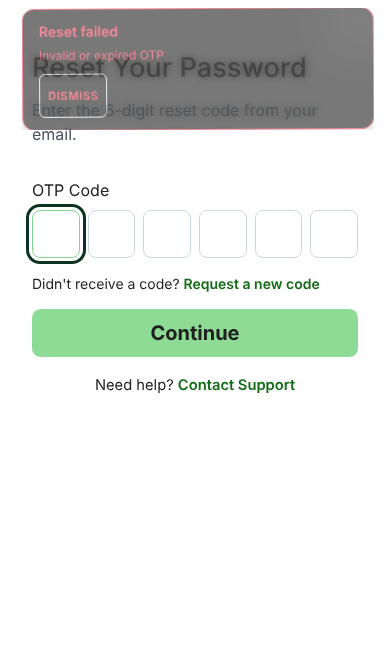 Reset failed
Invalid or expired OTP
DISMISS
Reset Your Password
Enter the 6-digit reset code from your
email.
OTP Code
Didn't receive a code? Request a new code
Continue
Need help? Contact Support